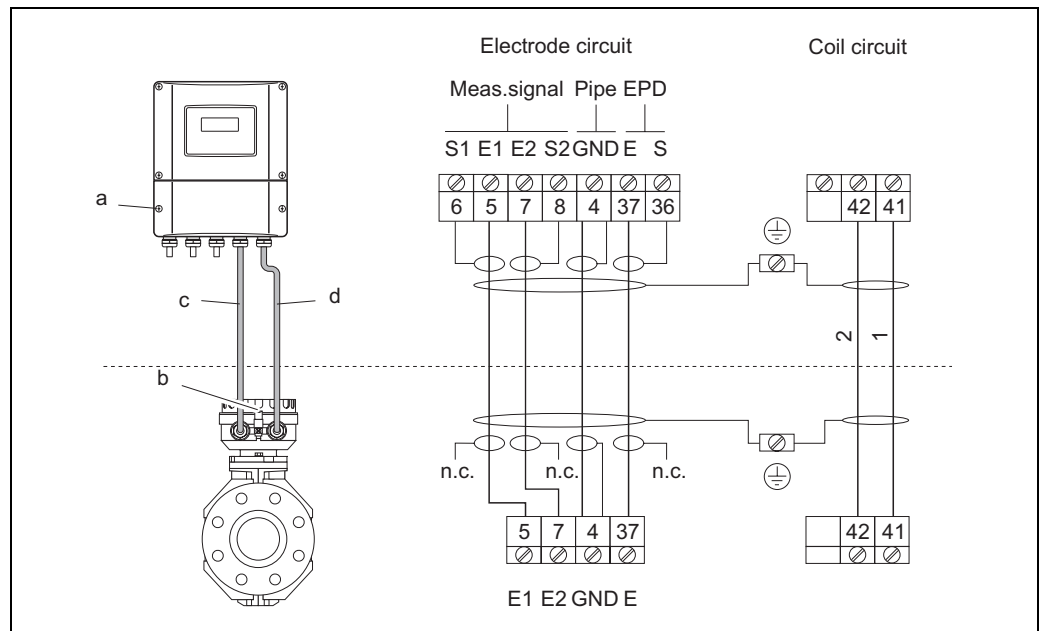 Electrode circuit Coil circuit
Meas.signal Pipe EPD
S1 E1 E2 S2 GND E S
6 5 7 8 4 37 36 42 41
a
c d
2 1
b
n.c. n.c. n.c.
5 7 4 37 42 41
E1 E2 GND E